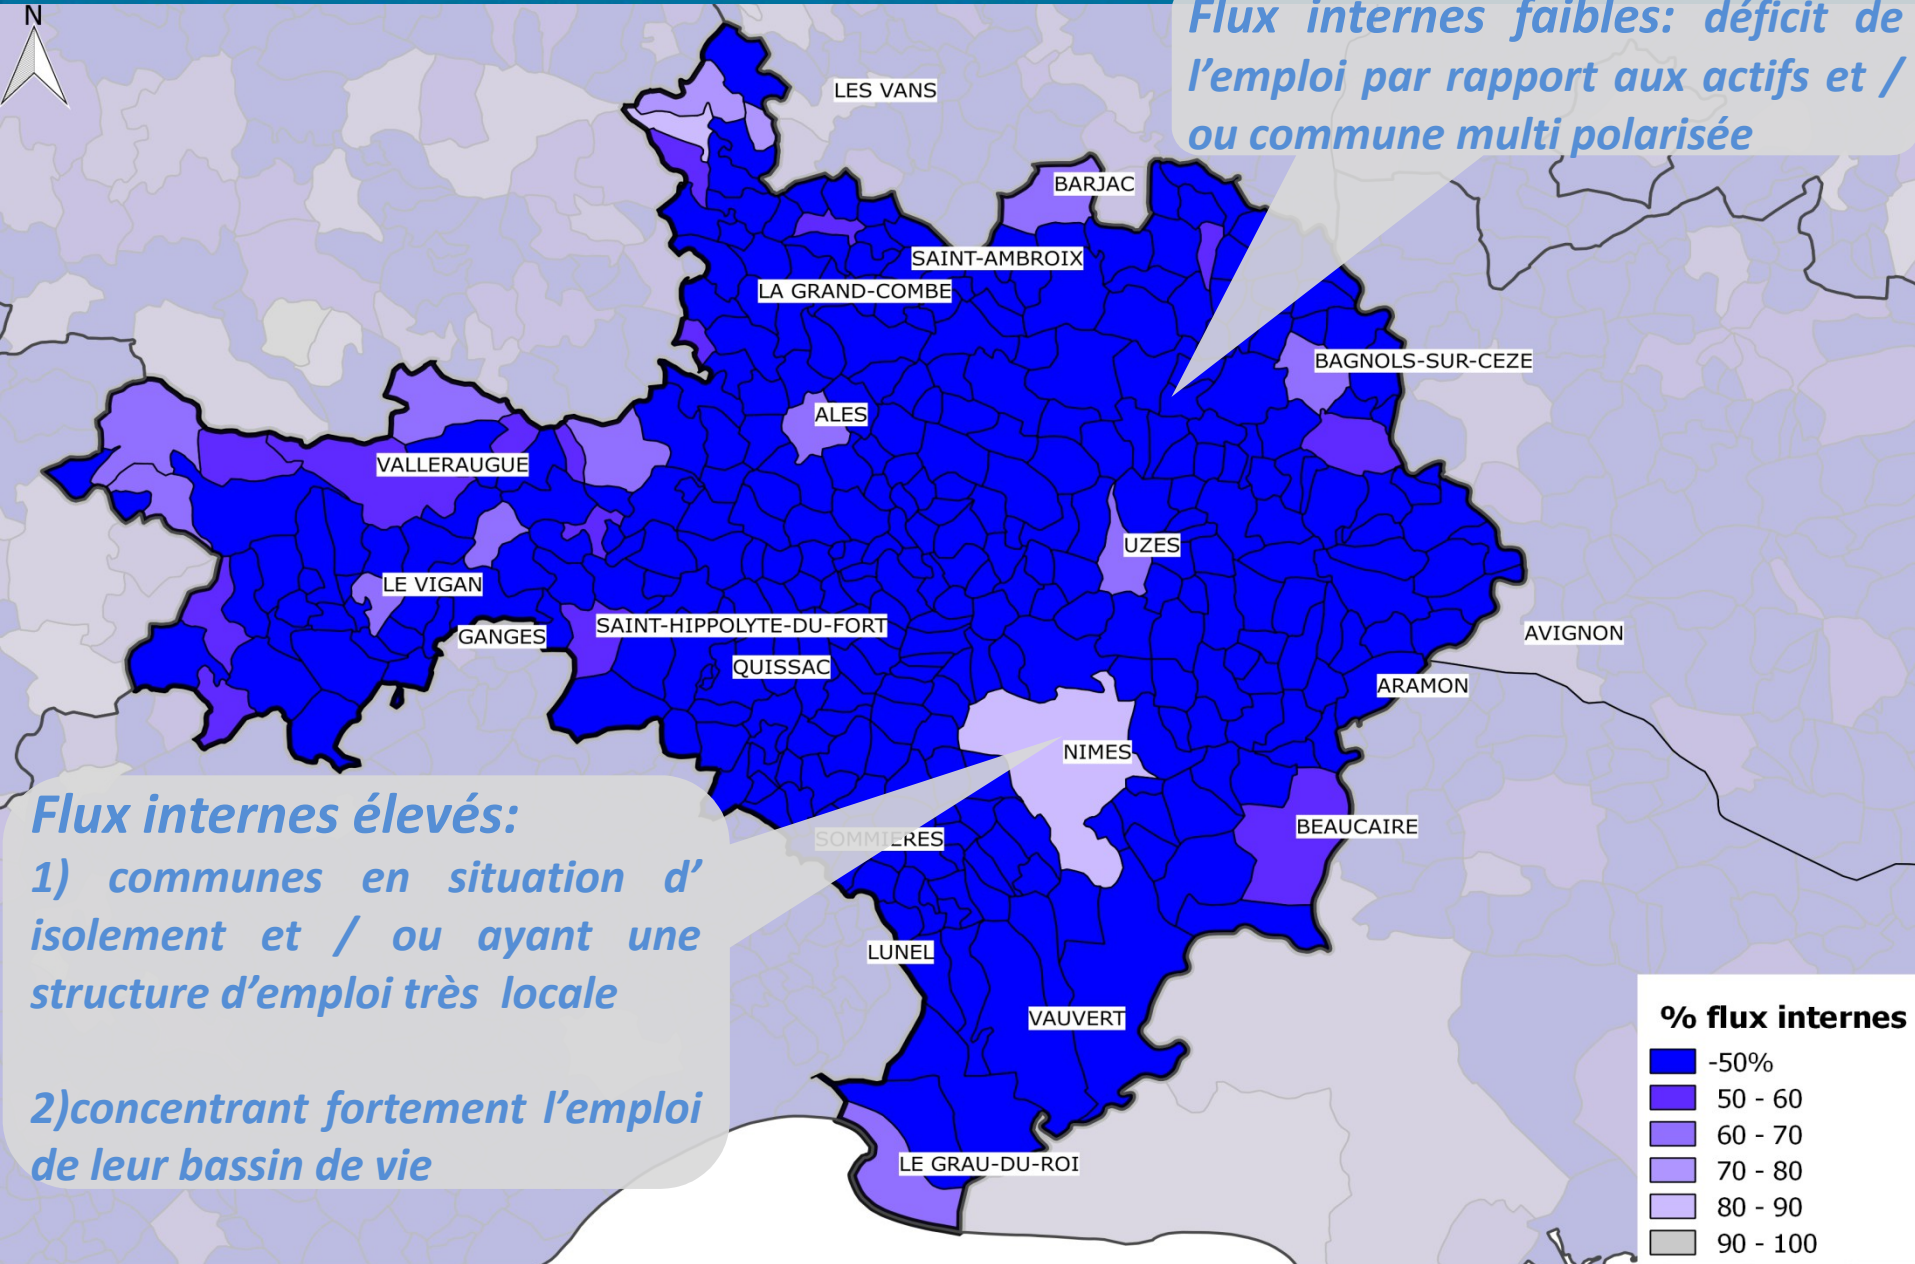 N
Flux internes faibles: déficit de
l'emploi par rapport aux actifs et /
ou commune multi polarisée
LES VANS
BARJAC
SAINT-AMBROIX
LA GRAND-COMBE
BAGNOLS-SUR-CEZE
ALES
VALLERAUGUE
UZES
LE VIGAN
SAINT-HIPPOLYTE-DU-FORT
GANGES
AVIGNON
QUISSAC
ARAMON
NIMES
BEAUCAIRE
SOMMIERES
LUNEL
VAUVERT
LE GRAU-DU-ROI
Flux internes élevés:
1) communes en situation d'
isolement et / ou ayant une
structure d'emploi très locale
2)concentrant fortement l'emploi
de leur bassin de vie
% flux internes
-50%
50 - 60
60 - 70
70 - 80
80 - 90
90 - 100